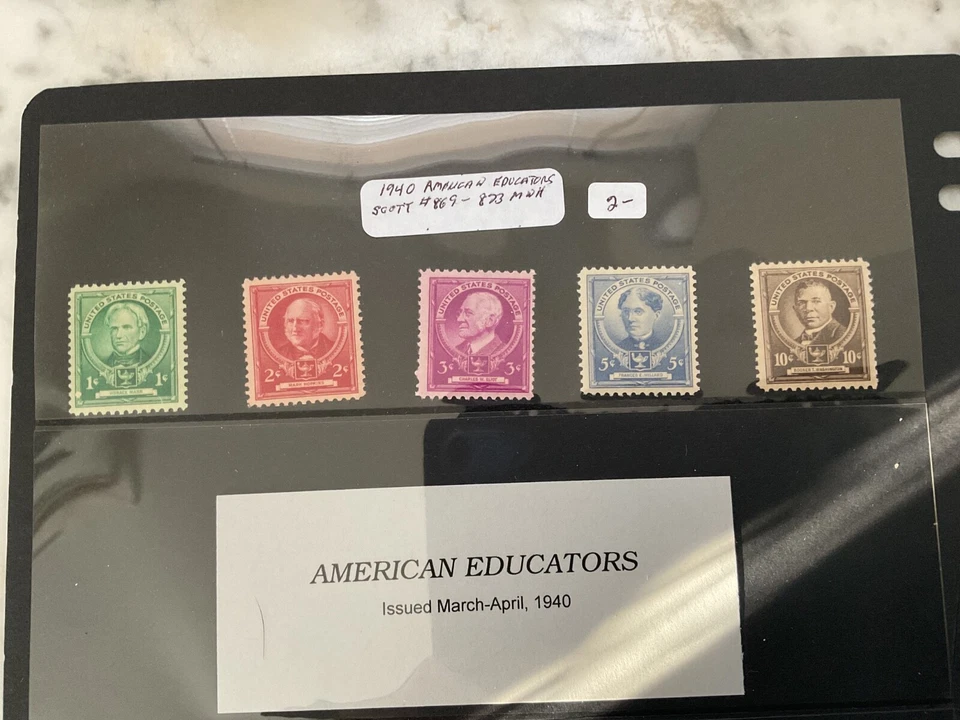 1940 AMERICAN EDUCATORS
SCOTT #869 - 873 MNH
2-
UNITED STATES POSTAGE
1¢ 1¢
HORACE MANN
UNITED STATES POSTAGE
2¢ 2¢
MARK HOPKINS
UNITED STATES POSTAGE
3¢ 3¢
CHARLES W. ELIOT
UNITED STATES POSTAGE
5¢ 5¢
FRANCES E. WILLARD
UNITED STATES POSTAGE
10¢ 10¢
BOOKER T. WASHINGTON
AMERICAN EDUCATORS
Issued March-April, 1940